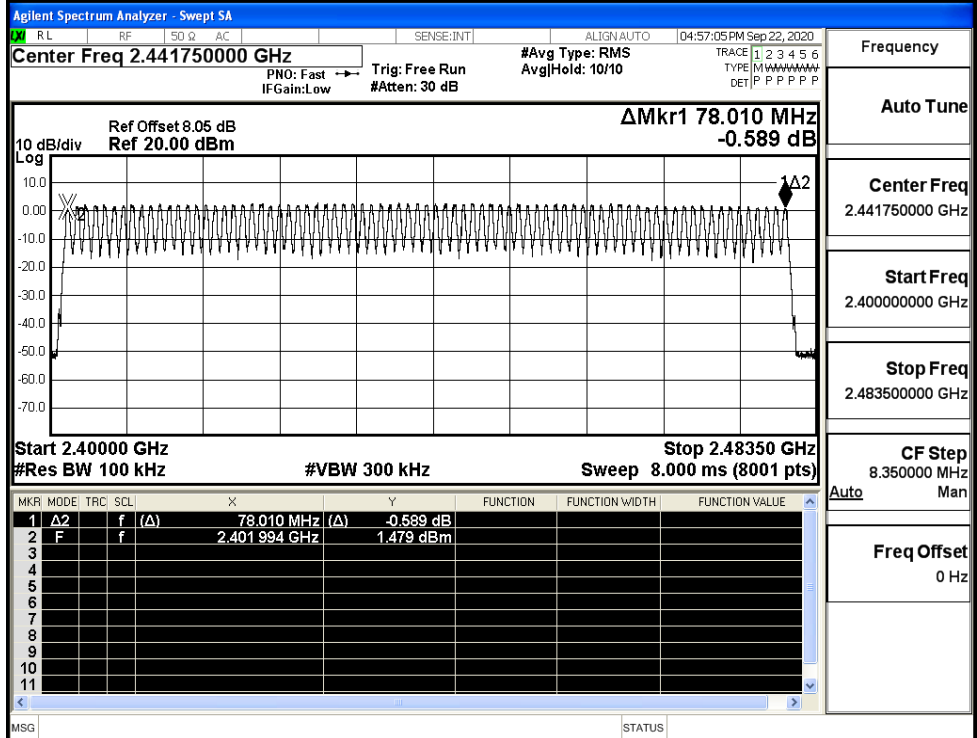 Agilent Spectrum Analyzer - Swept SA
LXI RL RF 50 Ω AC SENSE:INT ALIGN AUTO 04:57:05 PM Sep 22, 2020
Center Freq 2.441750000 GHz
#Avg Type: RMS
TRACE 1 2 3 4 5 6
PNO: Fast
Trig: Free Run
Avg|Hold: 10/10
TYPE M W W W W W
IFGain:Low
#Atten: 30 dB
DET P P P P P P
ΔMkr1 78.010 MHz
-0.589 dB
Ref Offset 8.05 dB
10 dB/div Ref 20.00 dBm
Log
10.0
0.00
-10.0
-20.0
-30.0
-40.0
-50.0
-60.0
-70.0
1Δ2
2
Start 2.40000 GHz Stop 2.48350 GHz
#Res BW 100 kHz #VBW 300 kHz Sweep 8.000 ms (8001 pts)
MKR MODE TRC SCL X Y FUNCTION FUNCTION WIDTH FUNCTION VALUE
1 Δ2 f (Δ) 78.010 MHz (Δ) -0.589 dB
2 F f 2.401 994 GHz 1.479 dBm
3
4
5
6
7
8
9
10
11
MSG STATUS
Frequency
Auto Tune
Center Freq
2.441750000 GHz
Start Freq
2.400000000 GHz
Stop Freq
2.483500000 GHz
CF Step
8.350000 MHz
Auto Man
Freq Offset
0 Hz